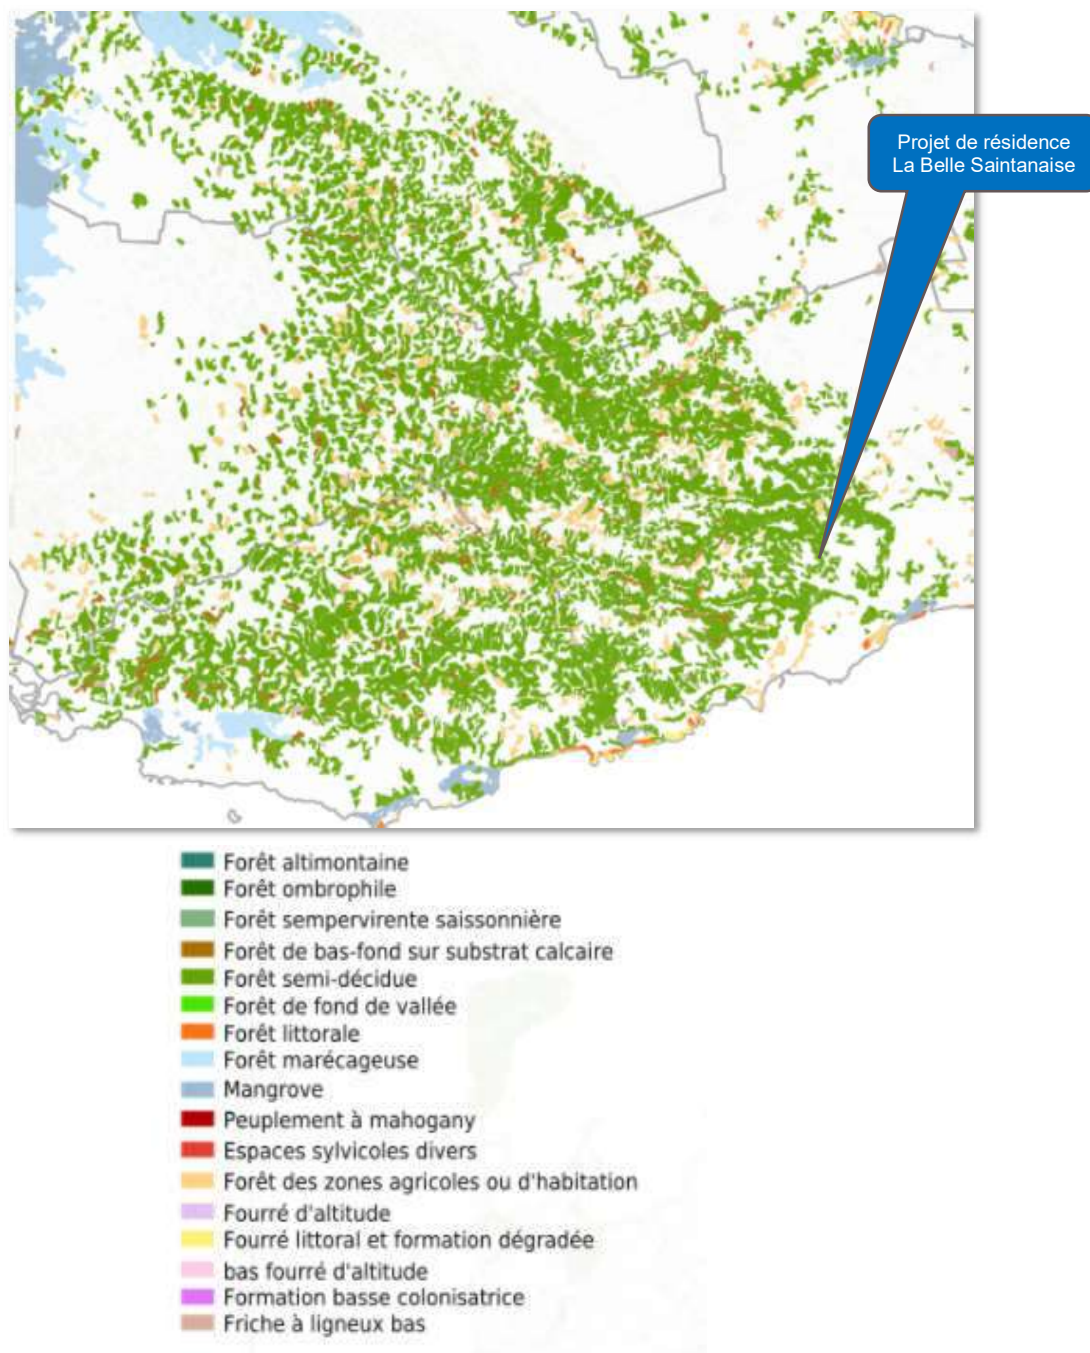 Projet de résidence
La Belle Saintanaise
Forêt altimontaine
Forêt ombrophile
Forêt sempervirente saissonnière
Forêt de bas-fond sur substrat calcaire
Forêt semi-décidue
Forêt de fond de vallée
Forêt littorale
Forêt marécageuse
Mangrove
Peuplement à mahogany
Espaces sylvicoles divers
Forêt des zones agricoles ou d'habitation
Fourré d'altitude
Fourré littoral et formation dégradée
bas fourré d'altitude
Formation basse colonisatrice
Friche à ligneux bas